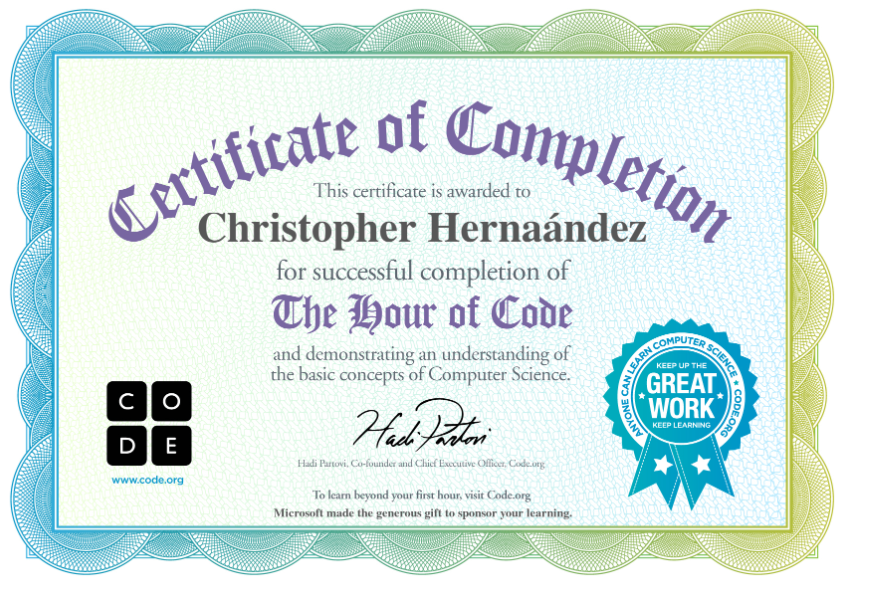 Certificate of Completion
This certificate is awarded to
Christopher Hernaández
for successful completion of
The Hour of Code
and demonstrating an understanding of
the basic concepts of Computer Science.
Hadi Partovi
Hadi Partovi, Co-founder and Chief Executive Officer, Code.org
To learn beyond your first hour, visit Code.org
Microsoft made the generous gift to sponsor your learning.
C O
D E
www.code.org
ANYONE CAN LEARN COMPUTER SCIENCE ★ CODE.ORG
KEEP UP THE
GREAT
WORK
KEEP LEARNING